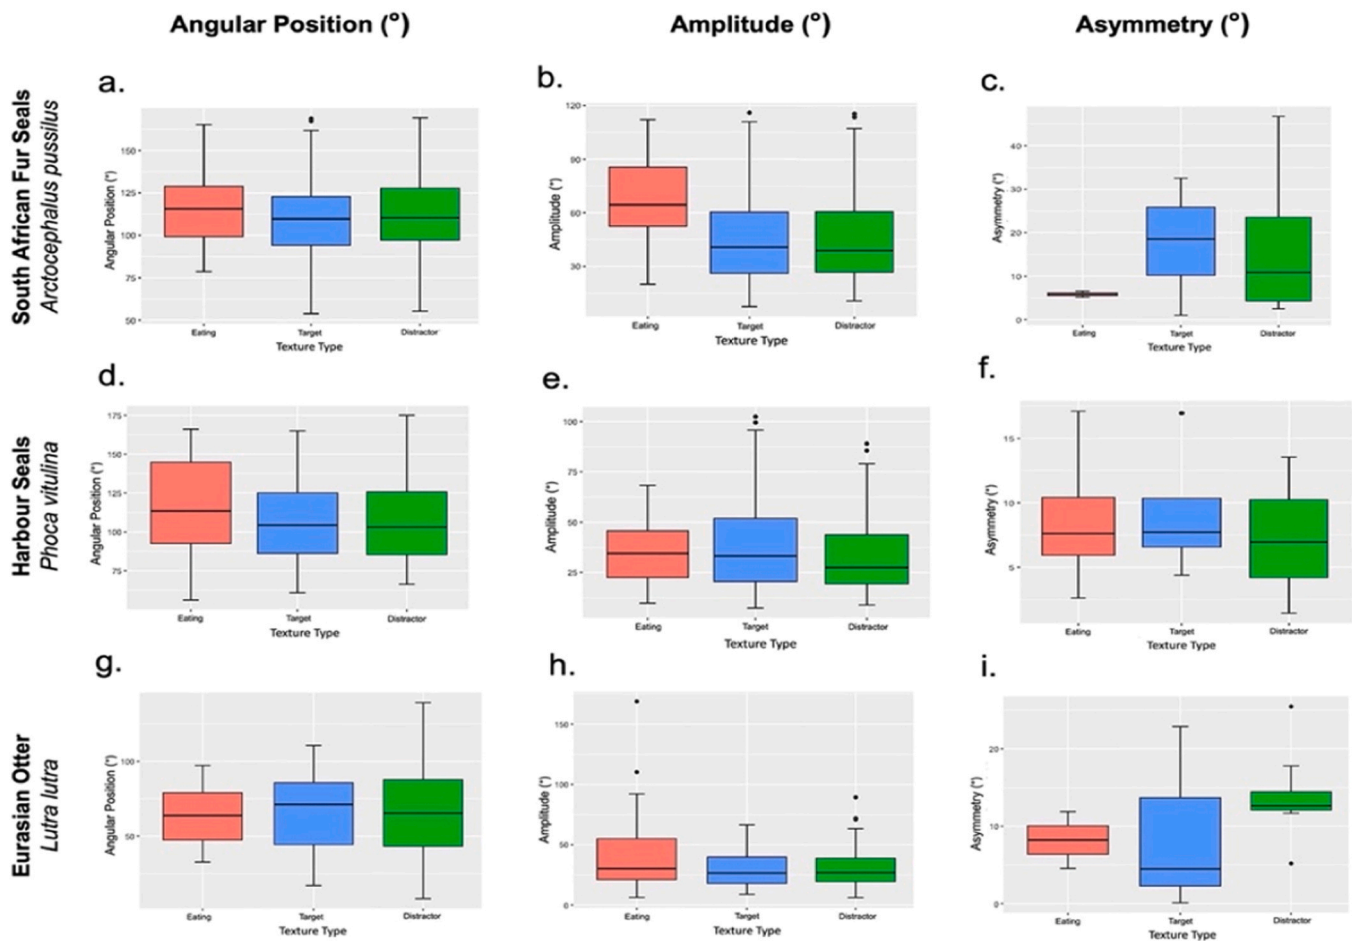 Angular Position (°) Amplitude (°) Asymmetry (°)
South African Fur Seals
Arctocephalus pussilus
a.
Angular Position (°)
150
125
100
75
50
Eating Target Distractor
Texture Type
b.
Amplitude (°)
120
90
60
30
Eating Target Distractor
Texture Type
c.
Asymmetry (°)
40
30
20
10
0
Eating Target Distractor
Texture Type
Harbour Seals
Phoca vitulina
d.
Angular Position (°)
175
150
125
100
75
Eating Target Distractor
Texture Type
e.
Amplitude (°)
100
75
50
25
Eating Target Distractor
Texture Type
f.
Asymmetry (°)
15
10
5
Eating Target Distractor
Texture Type
Eurasian Otter
Lutra lutra
g.
Angular Position (°)
100
50
Eating Target Distractor
Texture Type
h.
Amplitude (°)
150
100
50
0
Eating Target Distractor
Texture Type
i.
Asymmetry (°)
20
10
0
Eating Target Distractor
Texture Type